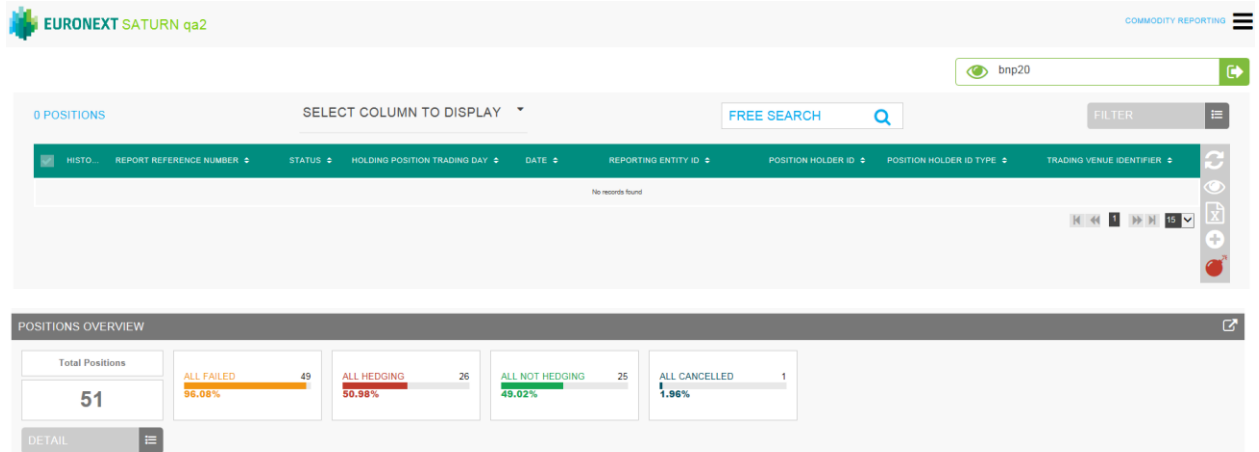 EURONEXT SATURN qa2
COMMODITY REPORTING
bnp20
0 POSITIONS
SELECT COLUMN TO DISPLAY
FREE SEARCH
FILTER
HISTO... REPORT REFERENCE NUMBER STATUS HOLDING POSITION TRADING DAY DATE REPORTING ENTITY ID POSITION HOLDER ID POSITION HOLDER ID TYPE TRADING VENUE IDENTIFIER
No records found
1 15
POSITIONS OVERVIEW
Total Positions
51
ALL FAILED 49
96.08%
ALL HEDGING 26
50.98%
ALL NOT HEDGING 25
49.02%
ALL CANCELLED 1
1.96%
DETAIL